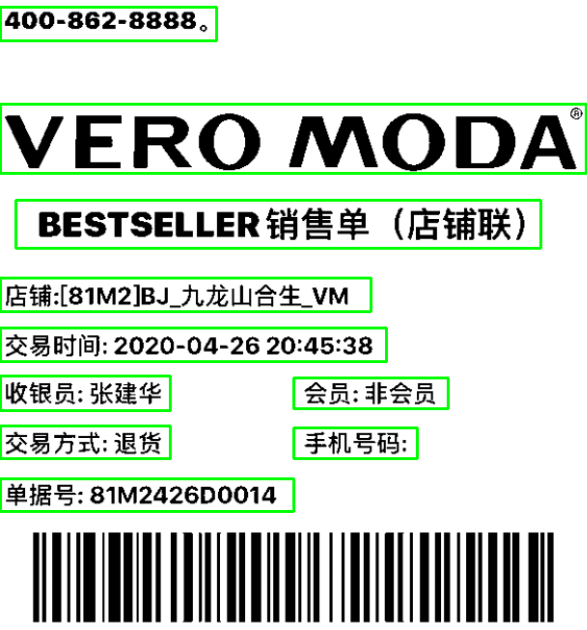 400-862-8888。
VERO MODA®
BESTSELLER 销售单（店铺联）
店铺:[81M2]BJ_九龙山合生_VM
交易时间: 2020-04-26 20:45:38
收银员: 张建华 会员: 非会员
交易方式: 退货 手机号码:
单据号: 81M2426D0014